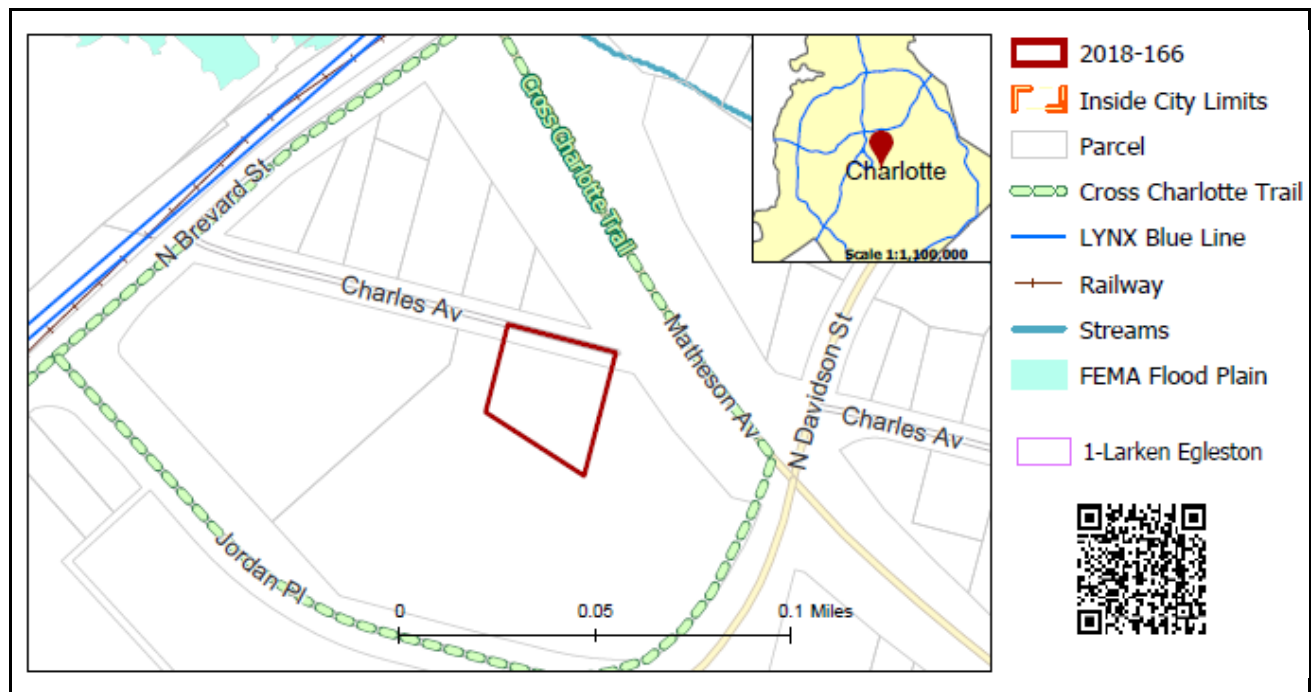 Cross Charlotte Trail
N Brevard St
Charles Av
Matheson Av
N Davidson St
Charles Av
Jordan Pl
0 0.05 0.1 Miles
Charlotte
Scale 1:1,100,000
2018-166
Inside City Limits
Parcel
Cross Charlotte Trail
LYNX Blue Line
Railway
Streams
FEMA Flood Plain
1-Larken Egleston